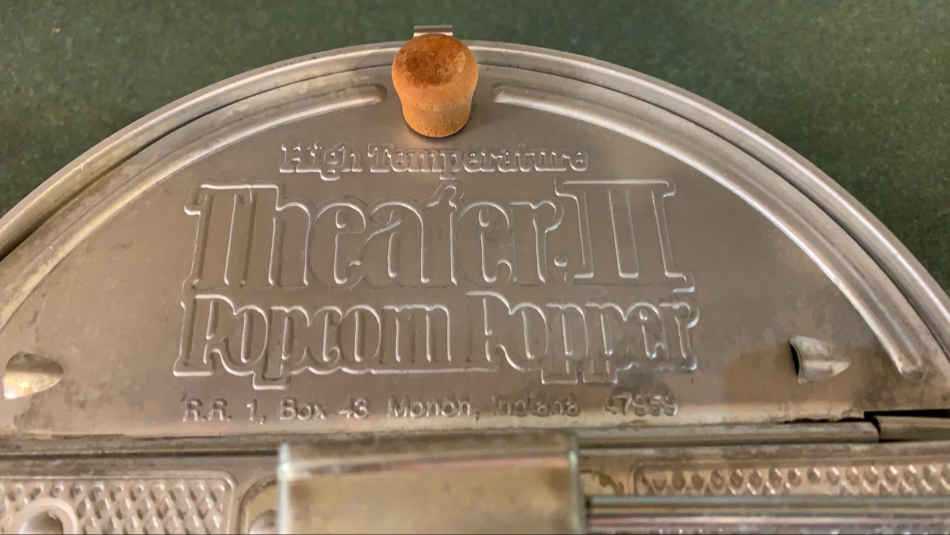 High Temperature
Theater II
Popcorn Popper
R.R. 1, Box 43 Monon, Indiana 47959